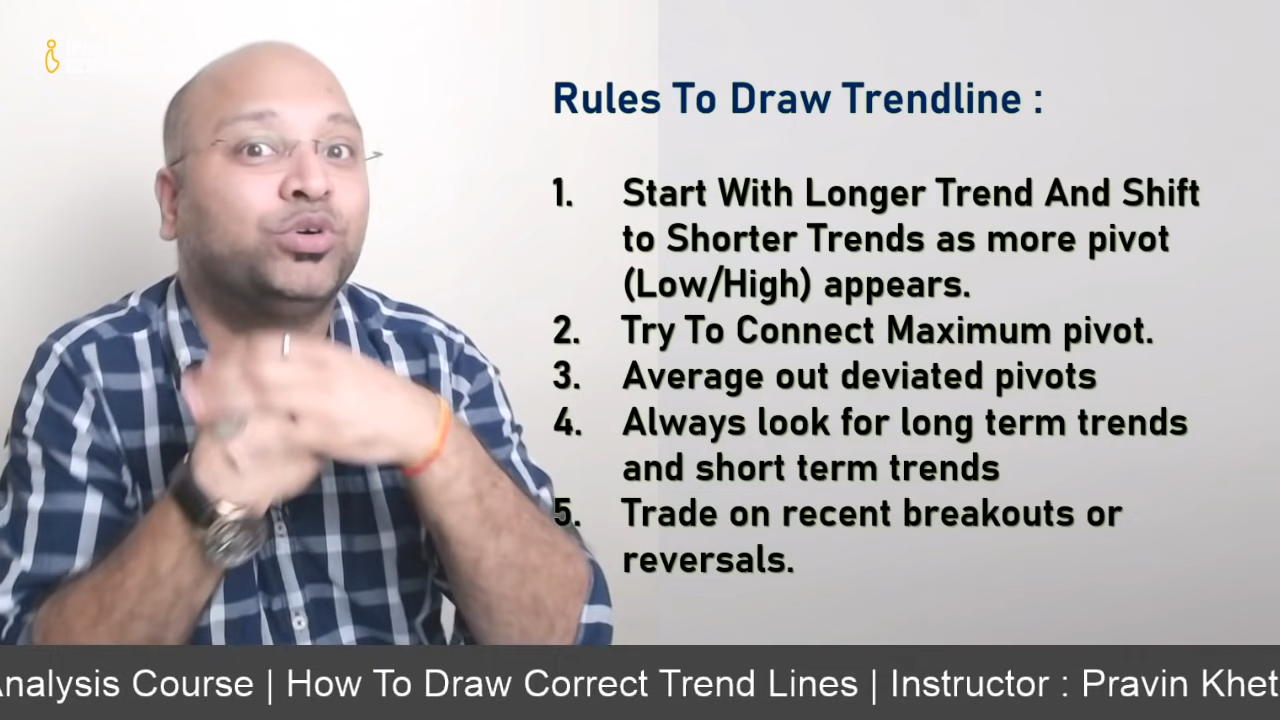 Rules To Draw Trendline :
1. Start With Longer Trend And Shift
to Shorter Trends as more pivot
(Low/High) appears.
2. Try To Connect Maximum pivot.
3. Average out deviated pivots
4. Always look for long term trends
and short term trends
5. Trade on recent breakouts or
reversals.
Analysis Course | How To Draw Correct Trend Lines | Instructor : Pravin Khet